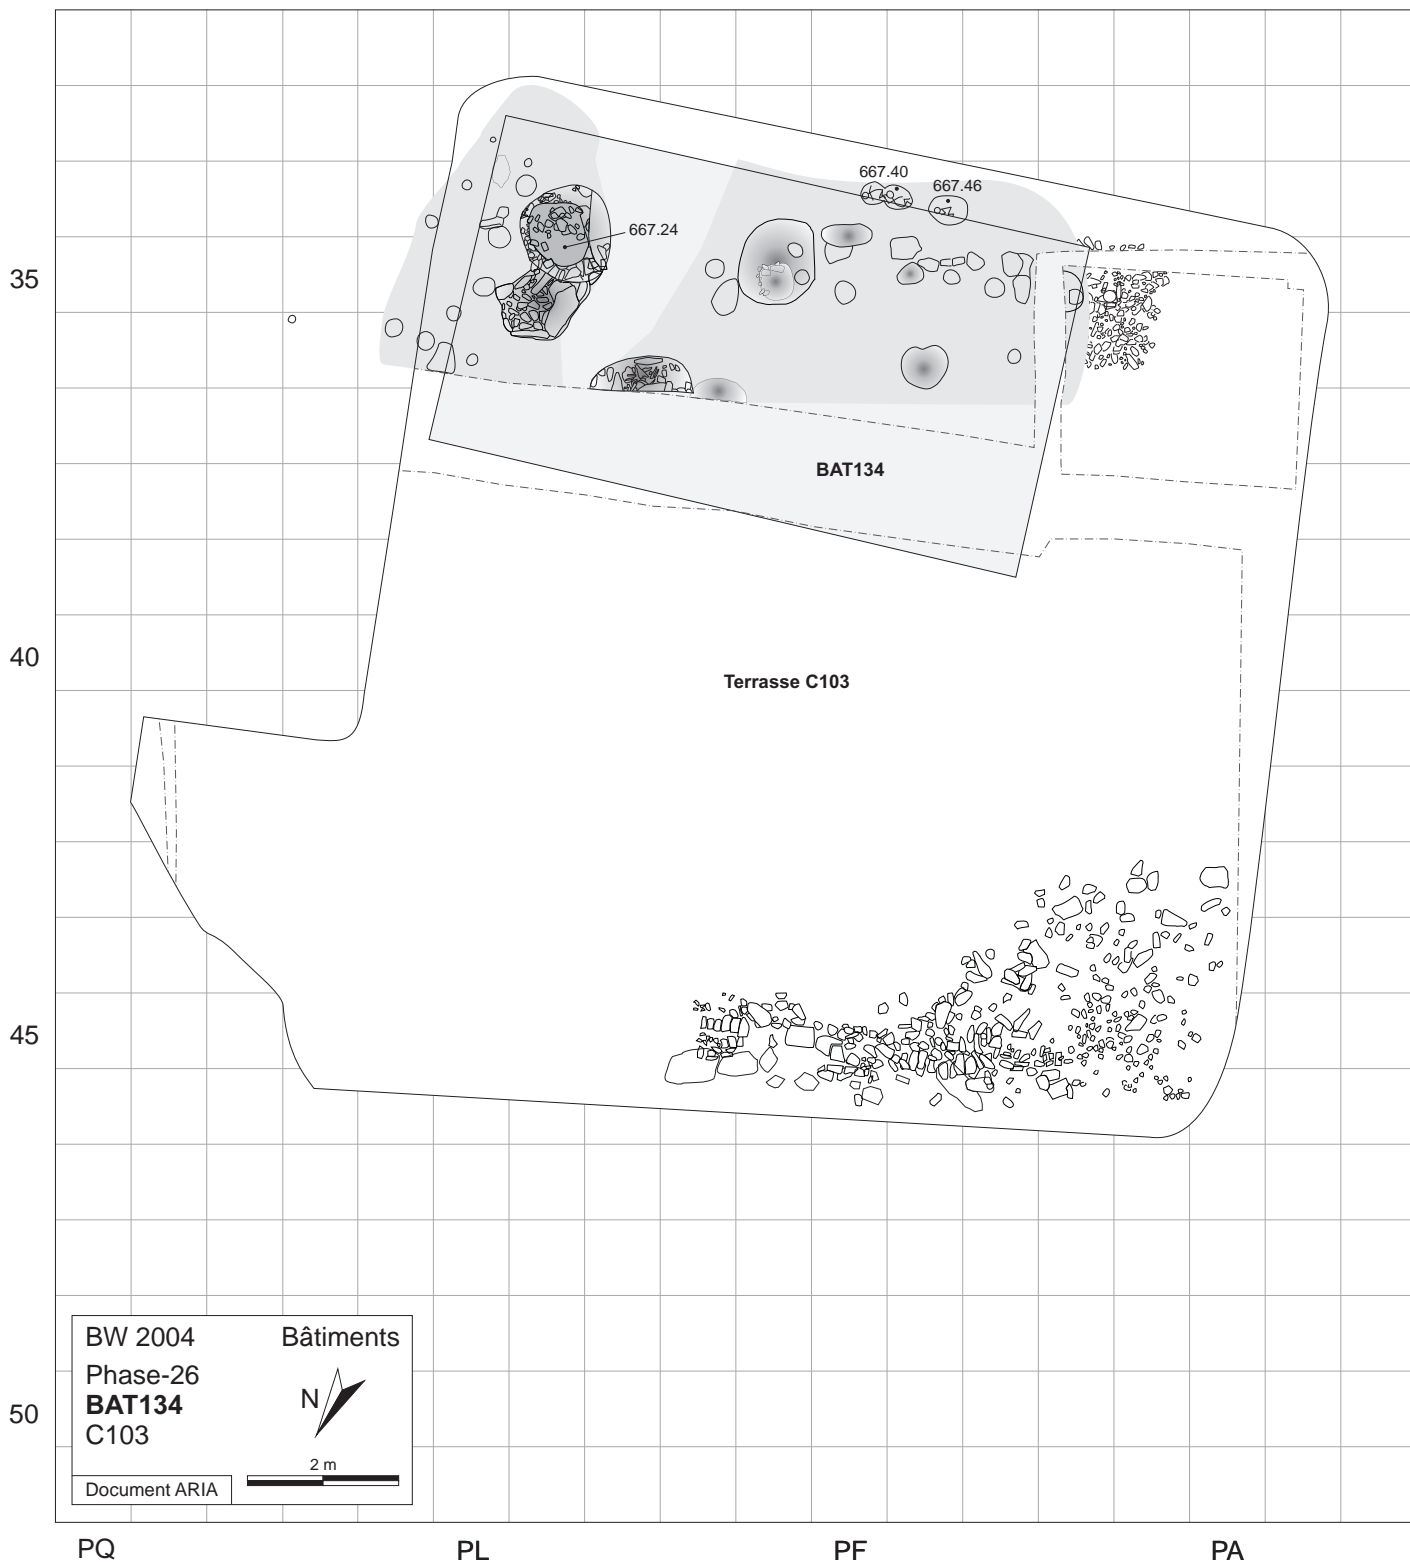 667.40
667.46
667.24
35
BAT134
40
Terrasse C103
45
BW 2004 Bâtiments
Phase-26
BAT134
C103
N
2 m
Document ARIA
50
PQ PL PF PA